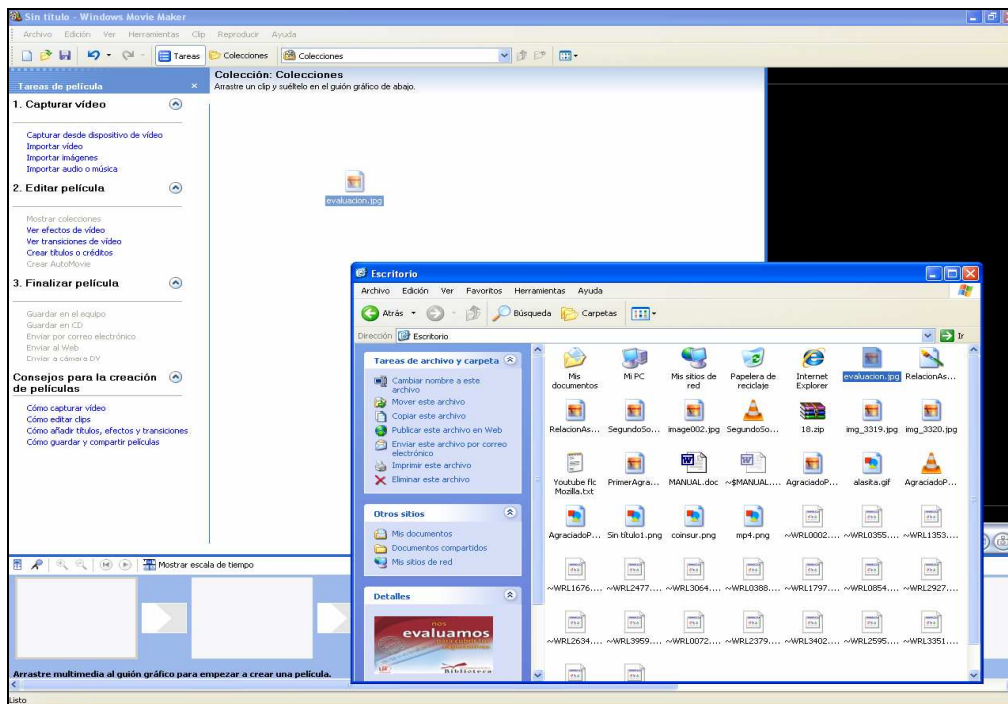 Sin título - Windows Movie Maker
Archivo Edición Ver Herramientas Clip Reproducir Ayuda
Tareas Colecciones Colecciones
Tareas de película
Colección: Colecciones
Arrastre un clip y suéltelo en el guión gráfico de abajo.
1. Capturar vídeo
Capturar desde dispositivo de vídeo
Importar vídeo
Importar imágenes
Importar audio o música
2. Editar película
Mostrar colecciones
Ver efectos de vídeo
Ver transiciones de vídeo
Crear títulos o créditos
Crear AutoMovie
3. Finalizar película
Guardar en el equipo
Guardar en CD
Enviar por correo electrónico
Enviar al Web
Enviar a cámara DV
Consejos para la creación
de películas
Cómo capturar vídeo
Cómo editar clips
Cómo añadir títulos, efectos y transiciones
Cómo guardar y compartir películas
evaluacion.jpg
Escritorio
Archivo Edición Ver Favoritos Herramientas Ayuda
Atrás Búsqueda Carpetas
Dirección Escritorio Ir
Tareas de archivo y carpeta
Cambiar nombre a este
archivo
Mover este archivo
Copiar este archivo
Publicar este archivo en Web
Enviar este archivo por correo
electrónico
Imprimir este archivo
Eliminar este archivo
Otros sitios
Mis documentos
Documentos compartidos
Mis sitios de red
Detalles
nos
evaluamos
Biblioteca
Mis
documentos
Mi PC
Mis sitios de
red
Papelera de
reciclaje
Internet
Explorer
evaluacion.jpg
RelacionAs...
RelacionAs...
SegundoSo...
image002.jpg
SegundoSo...
18.zip
img_3319.jpg
img_3320.jpg
Youtube flc
Mozilla.txt
PrimerAgra...
MANUAL.doc
~$MANUAL....
AgraciadoP...
alasita.gif
AgraciadoP...
AgraciadoP...
Sin título1.png
coinsur.png
mp4.png
~WRL0002....
~WRL0355....
~WRL1353....
~WRL1676....
~WRL2477....
~WRL3064....
~WRL0388....
~WRL1797....
~WRL0854....
~WRL2927....
~WRL2634....
~WRL3959....
~WRL0072....
~WRL2379....
~WRL3402....
~WRL2595....
~WRL3351....
Mostrar escala de tiempo
Arrastre multimedia al guión gráfico para empezar a crear una película.
Listo